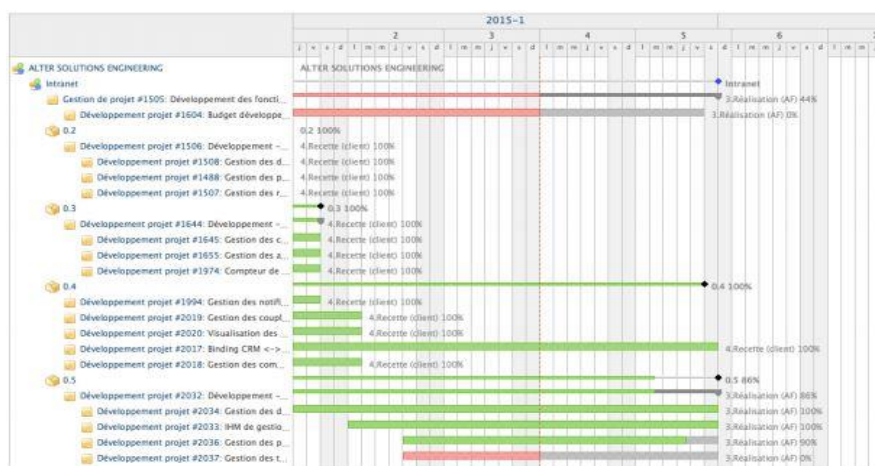 2015-1
2 3 4 5 6
j v s d l m m j v s d l m m j v s d l m m j v s d l m m j v s d l m m j v s d l m m j
ALTER SOLUTIONS ENGINEERING ALTER SOLUTIONS ENGINEERING
Intranet Intranet
Gestion de projet #1505: Développement des foncti... 3.Réalisation (AF) 44%
Développement projet #1604: Budget développe... 3.Réalisation (AF) 0%
0.2 0.2 100%
Développement projet #1506: Développement -... 4.Recette (client) 100%
Développement projet #1508: Gestion des d... 4.Recette (client) 100%
Développement projet #1488: Gestion des p... 4.Recette (client) 100%
Développement projet #1507: Gestion des r... 4.Recette (client) 100%
0.3 0.3 100%
Développement projet #1644: Développement -... 4.Recette (client) 100%
Développement projet #1645: Gestion des c... 4.Recette (client) 100%
Développement projet #1655: Gestion des a... 4.Recette (client) 100%
Développement projet #1974: Compteur de ... 4.Recette (client) 100%
0.4 0.4 100%
Développement projet #1994: Gestion des notifi... 4.Recette (client) 100%
Développement projet #2019: Gestion des coupl... 4.Recette (client) 100%
Développement projet #2020: Visualisation des ... 4.Recette (client) 100%
Développement projet #2017: Binding CRM <->... 4.Recette (client) 100%
Développement projet #2018: Gestion des com... 4.Recette (client) 100%
0.5 0.5 86%
Développement projet #2032: Développement -... 3.Réalisation (AF) 86%
Développement projet #2034: Gestion des d... 3.Réalisation (AF) 100%
Développement projet #2033: IHM de gestio... 3.Réalisation (AF) 100%
Développement projet #2036: Gestion des p... 3.Réalisation (AF) 90%
Développement projet #2037: Gestion des t... 3.Réalisation (AF) 0%